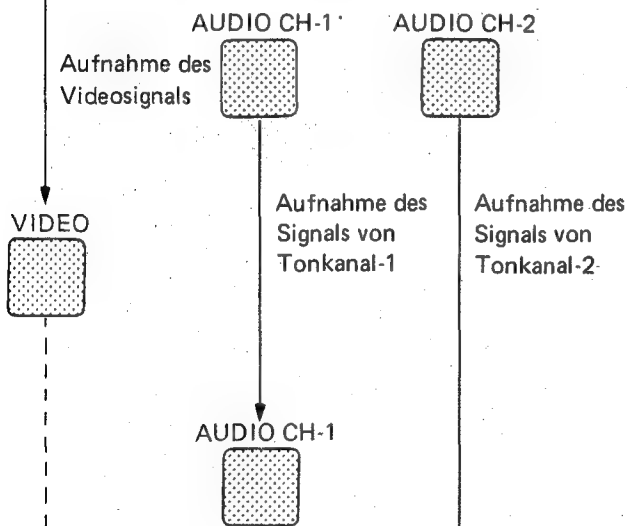 AUDIO CH-1
AUDIO CH-2
Aufnahme des
Videosignals
VIDEO
Aufnahme des
Signals von
Tonkanal-1
Aufnahme des
Signals von
Tonkanal-2
AUDIO CH-1